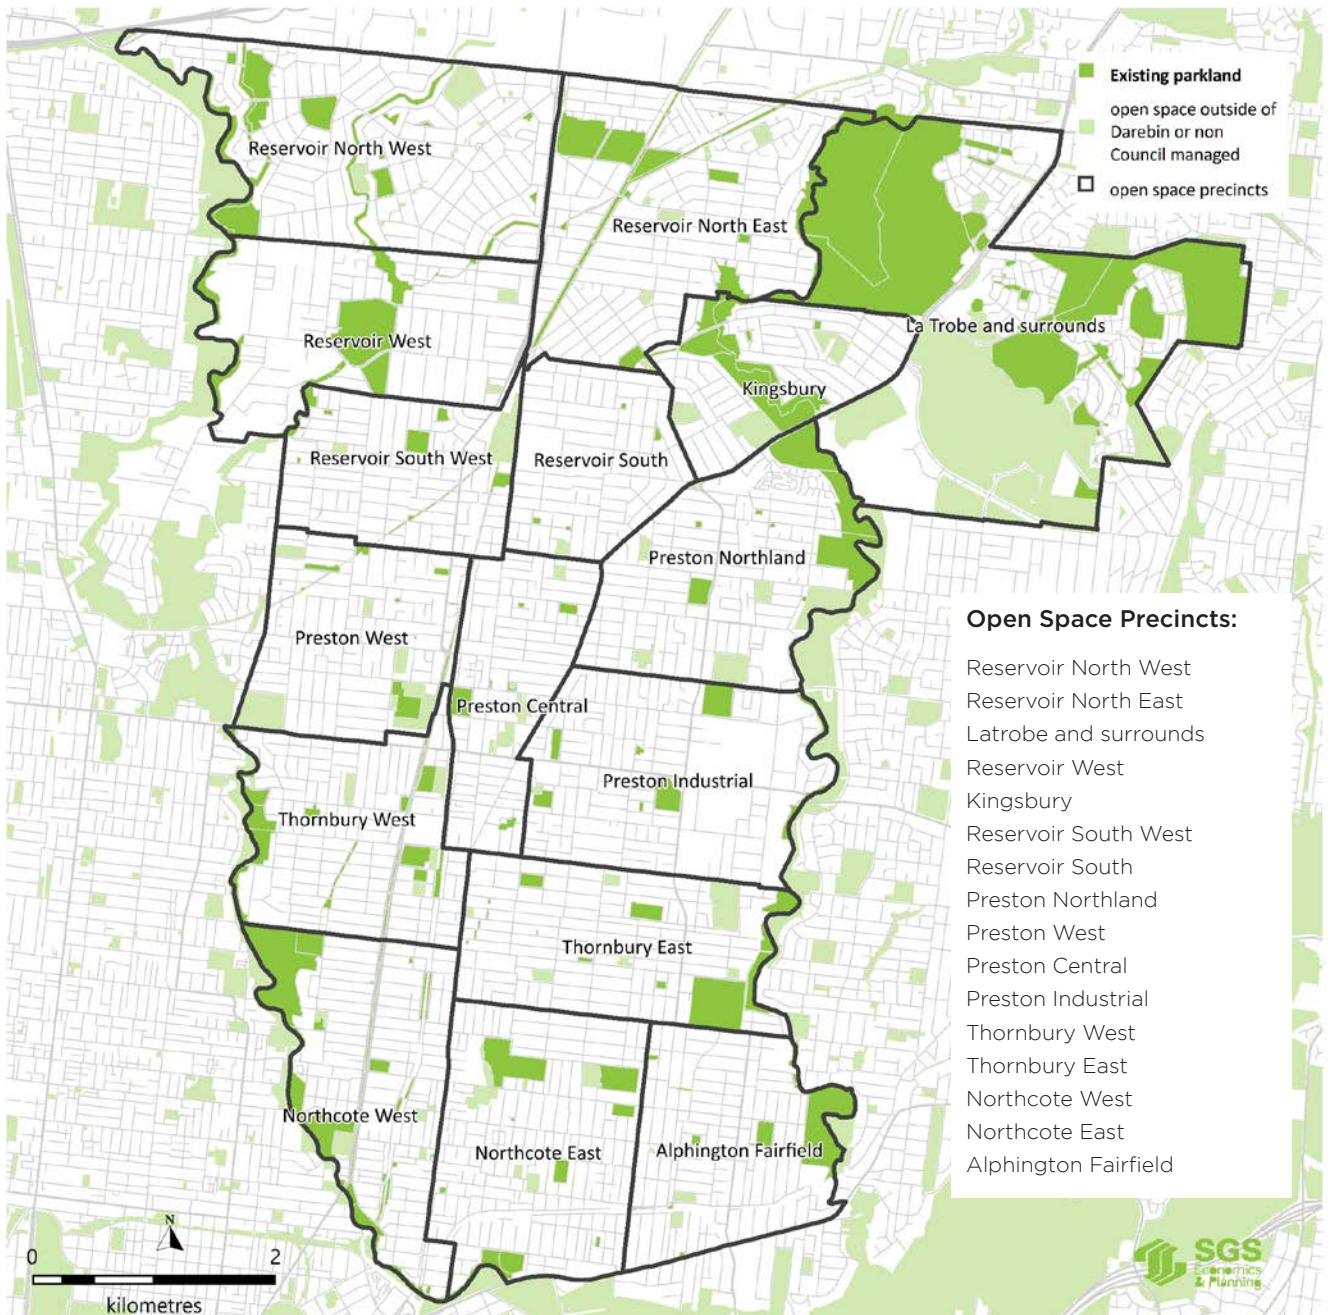 Existing parkland
open space outside of
Darebin or non
Council managed
open space precincts
Reservoir North West
Reservoir North East
La Trobe and surrounds
Reservoir West
Kingsbury
Reservoir South West
Reservoir South
Preston Northland
Preston West
Preston Central
Preston Industrial
Thornbury West
Thornbury East
Northcote West
Northcote East
Alphington Fairfield
Open Space Precincts:
Reservoir North West
Reservoir North East
Latrobe and surrounds
Reservoir West
Kingsbury
Reservoir South West
Reservoir South
Preston Northland
Preston West
Preston Central
Preston Industrial
Thornbury West
Thornbury East
Northcote West
Northcote East
Alphington Fairfield
N
0 2
kilometres
SGS
Economics
& Planning